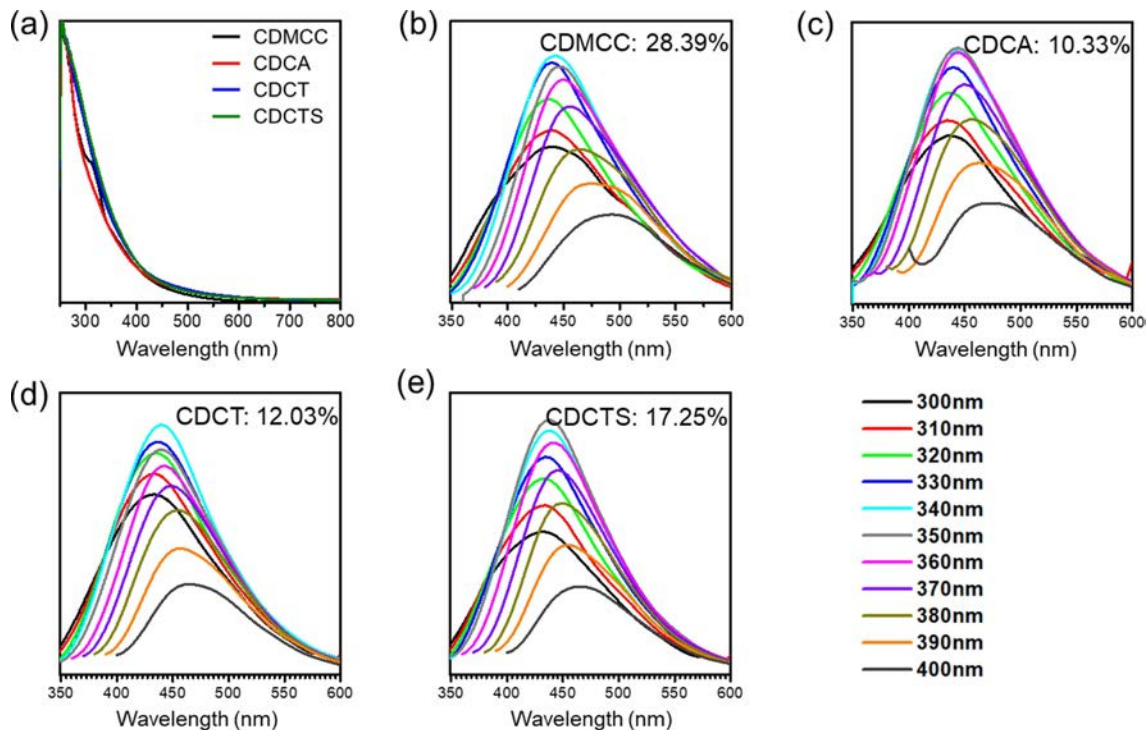 (a)
CDMCC
CDCA
CDCT
CDCTS
300 400 500 600 700 800
Wavelength (nm)
(b)
CDMCC: 28.39%
350 400 450 500 550 600
Wavelength (nm)
(c)
CDCA: 10.33%
350 400 450 500 550 600
Wavelength (nm)
(d)
CDCT: 12.03%
350 400 450 500 550 600
Wavelength (nm)
(e)
CDCTS: 17.25%
350 400 450 500 550 600
Wavelength (nm)
300nm
310nm
320nm
330nm
340nm
350nm
360nm
370nm
380nm
390nm
400nm